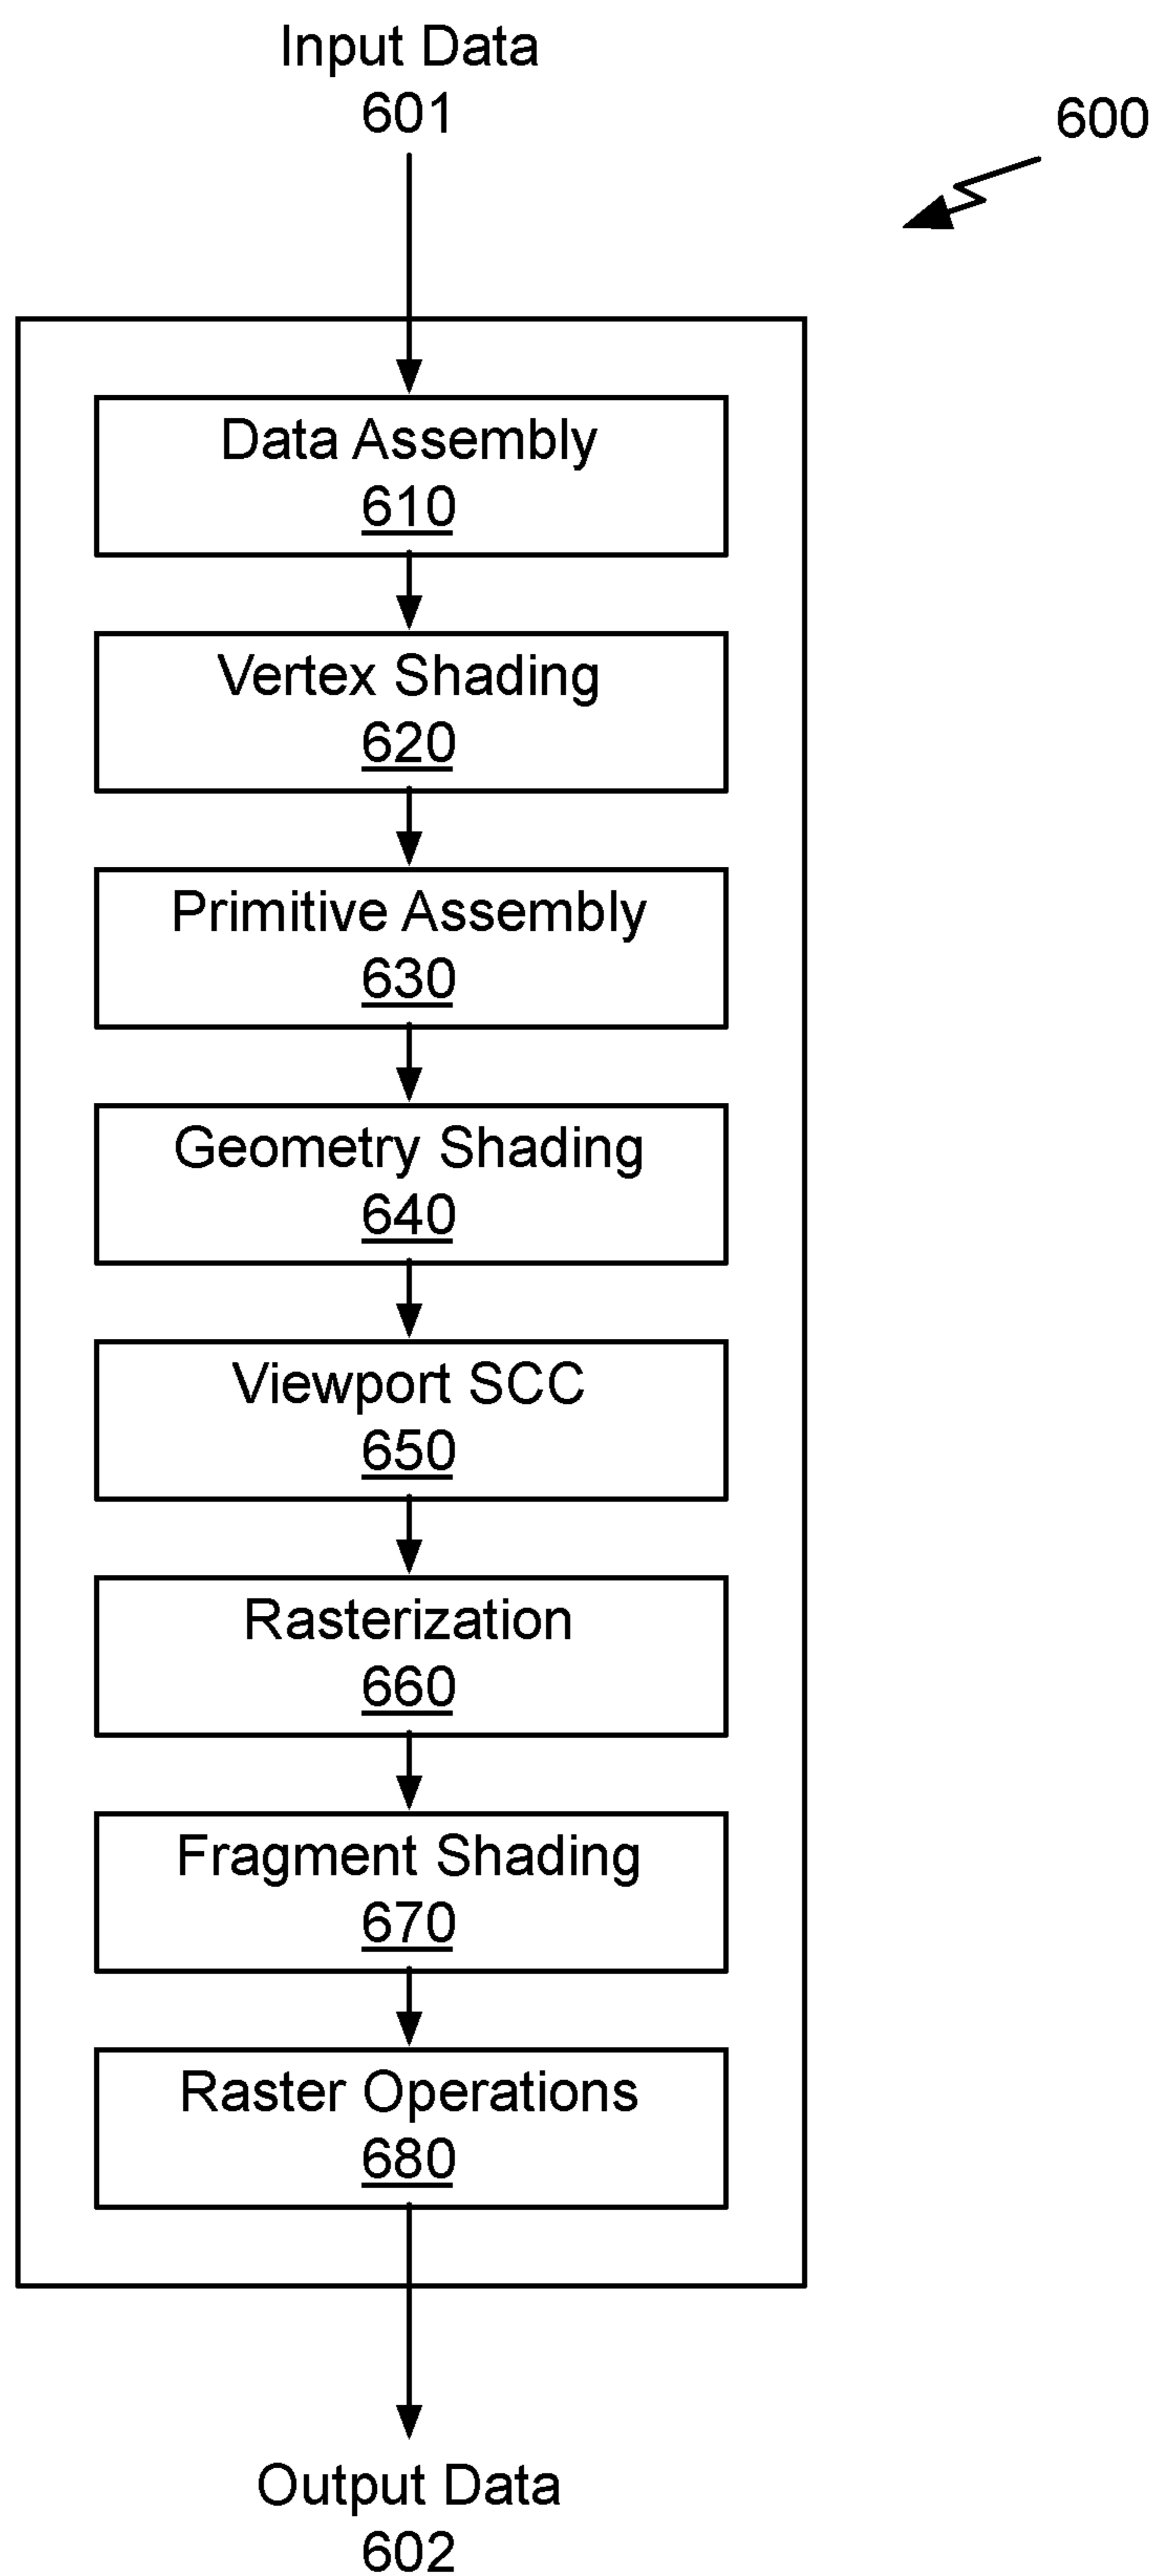 Input Data
601
600
Data Assembly
610
Vertex Shading
620
Primitive Assembly
630
Geometry Shading
640
Viewport SCC
650
Rasterization
660
Fragment Shading
670
Raster Operations
680
Output Data
602